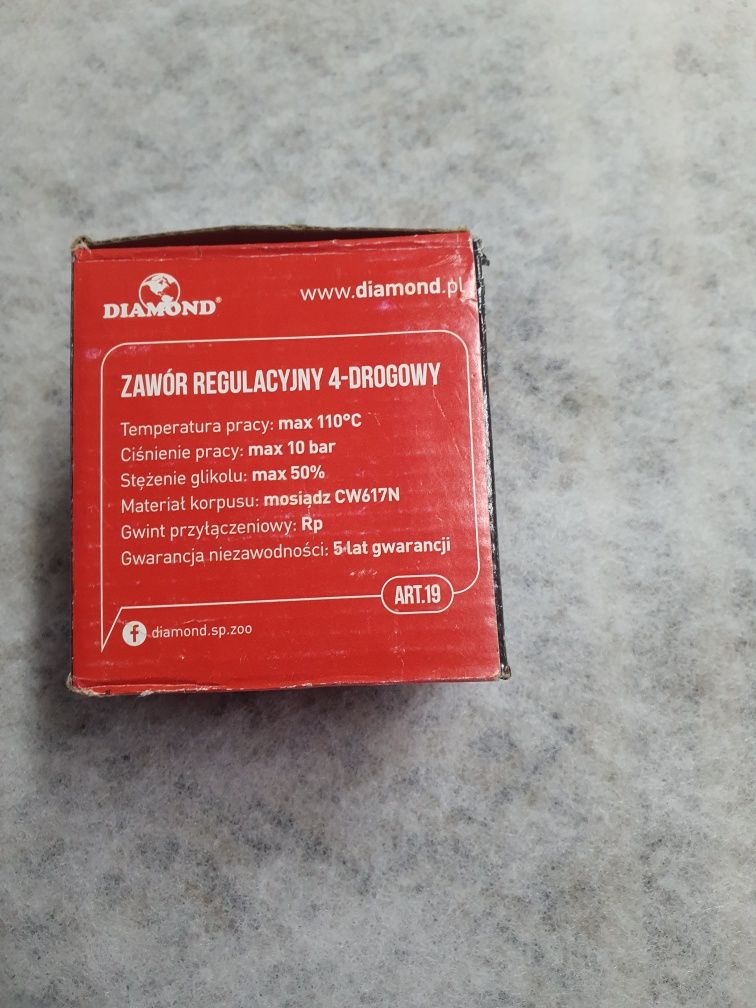 DIAMOND®
www.diamond.pl
ZAWÓR REGULACYJNY 4-DROGOWY
Temperatura pracy: max 110°C
Ciśnienie pracy: max 10 bar
Stężenie glikolu: max 50%
Materiał korpusu: mosiądz CW617N
Gwint przyłączeniowy: Rp
Gwarancja niezawodności: 5 lat gwarancji
ART.19
f diamond.sp.zoo